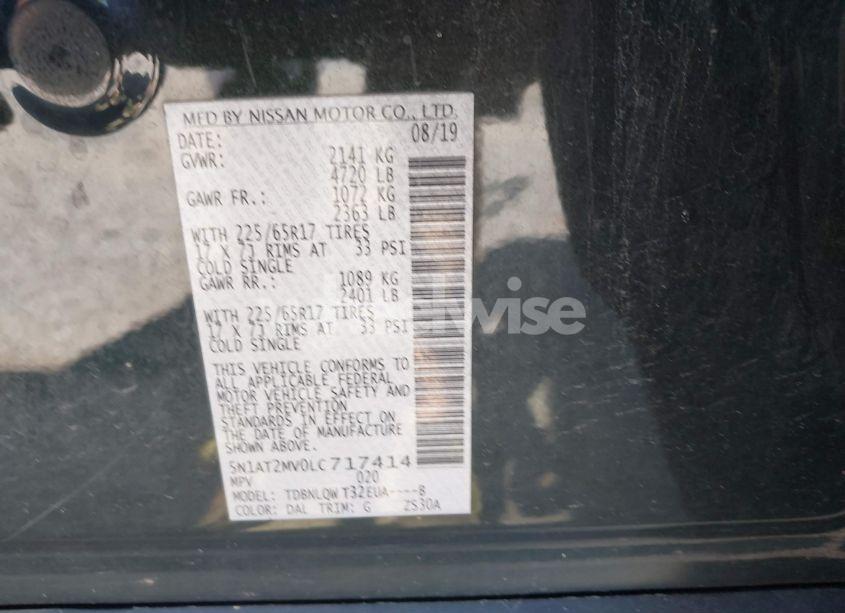 MFD BY NISSAN MOTOR CO., LTD.
DATE: 08/19
GVWR: 2141 KG
4720 LB
GAWR FR.: 1072 KG
2363 LB
WITH 225/65R17 TIRES
17 X 7J RIMS AT 33 PSI
COLD SINGLE
GAWR RR.: 1089 KG
2401 LB
WITH 225/65R17 TIRES
17 X 7J RIMS AT 33 PSI
COLD SINGLE
THIS VEHICLE CONFORMS TO
ALL APPLICABLE FEDERAL
MOTOR VEHICLE SAFETY AND
THEFT PREVENTION
STANDARDS IN EFFECT ON
THE DATE OF MANUFACTURE
SHOWN ABOVE.
5N1AT2MV0LC717414
MPV 020
MODEL: TDBNLQW T32EUA----B
COLOR: DAL TRIM: G ZS30A